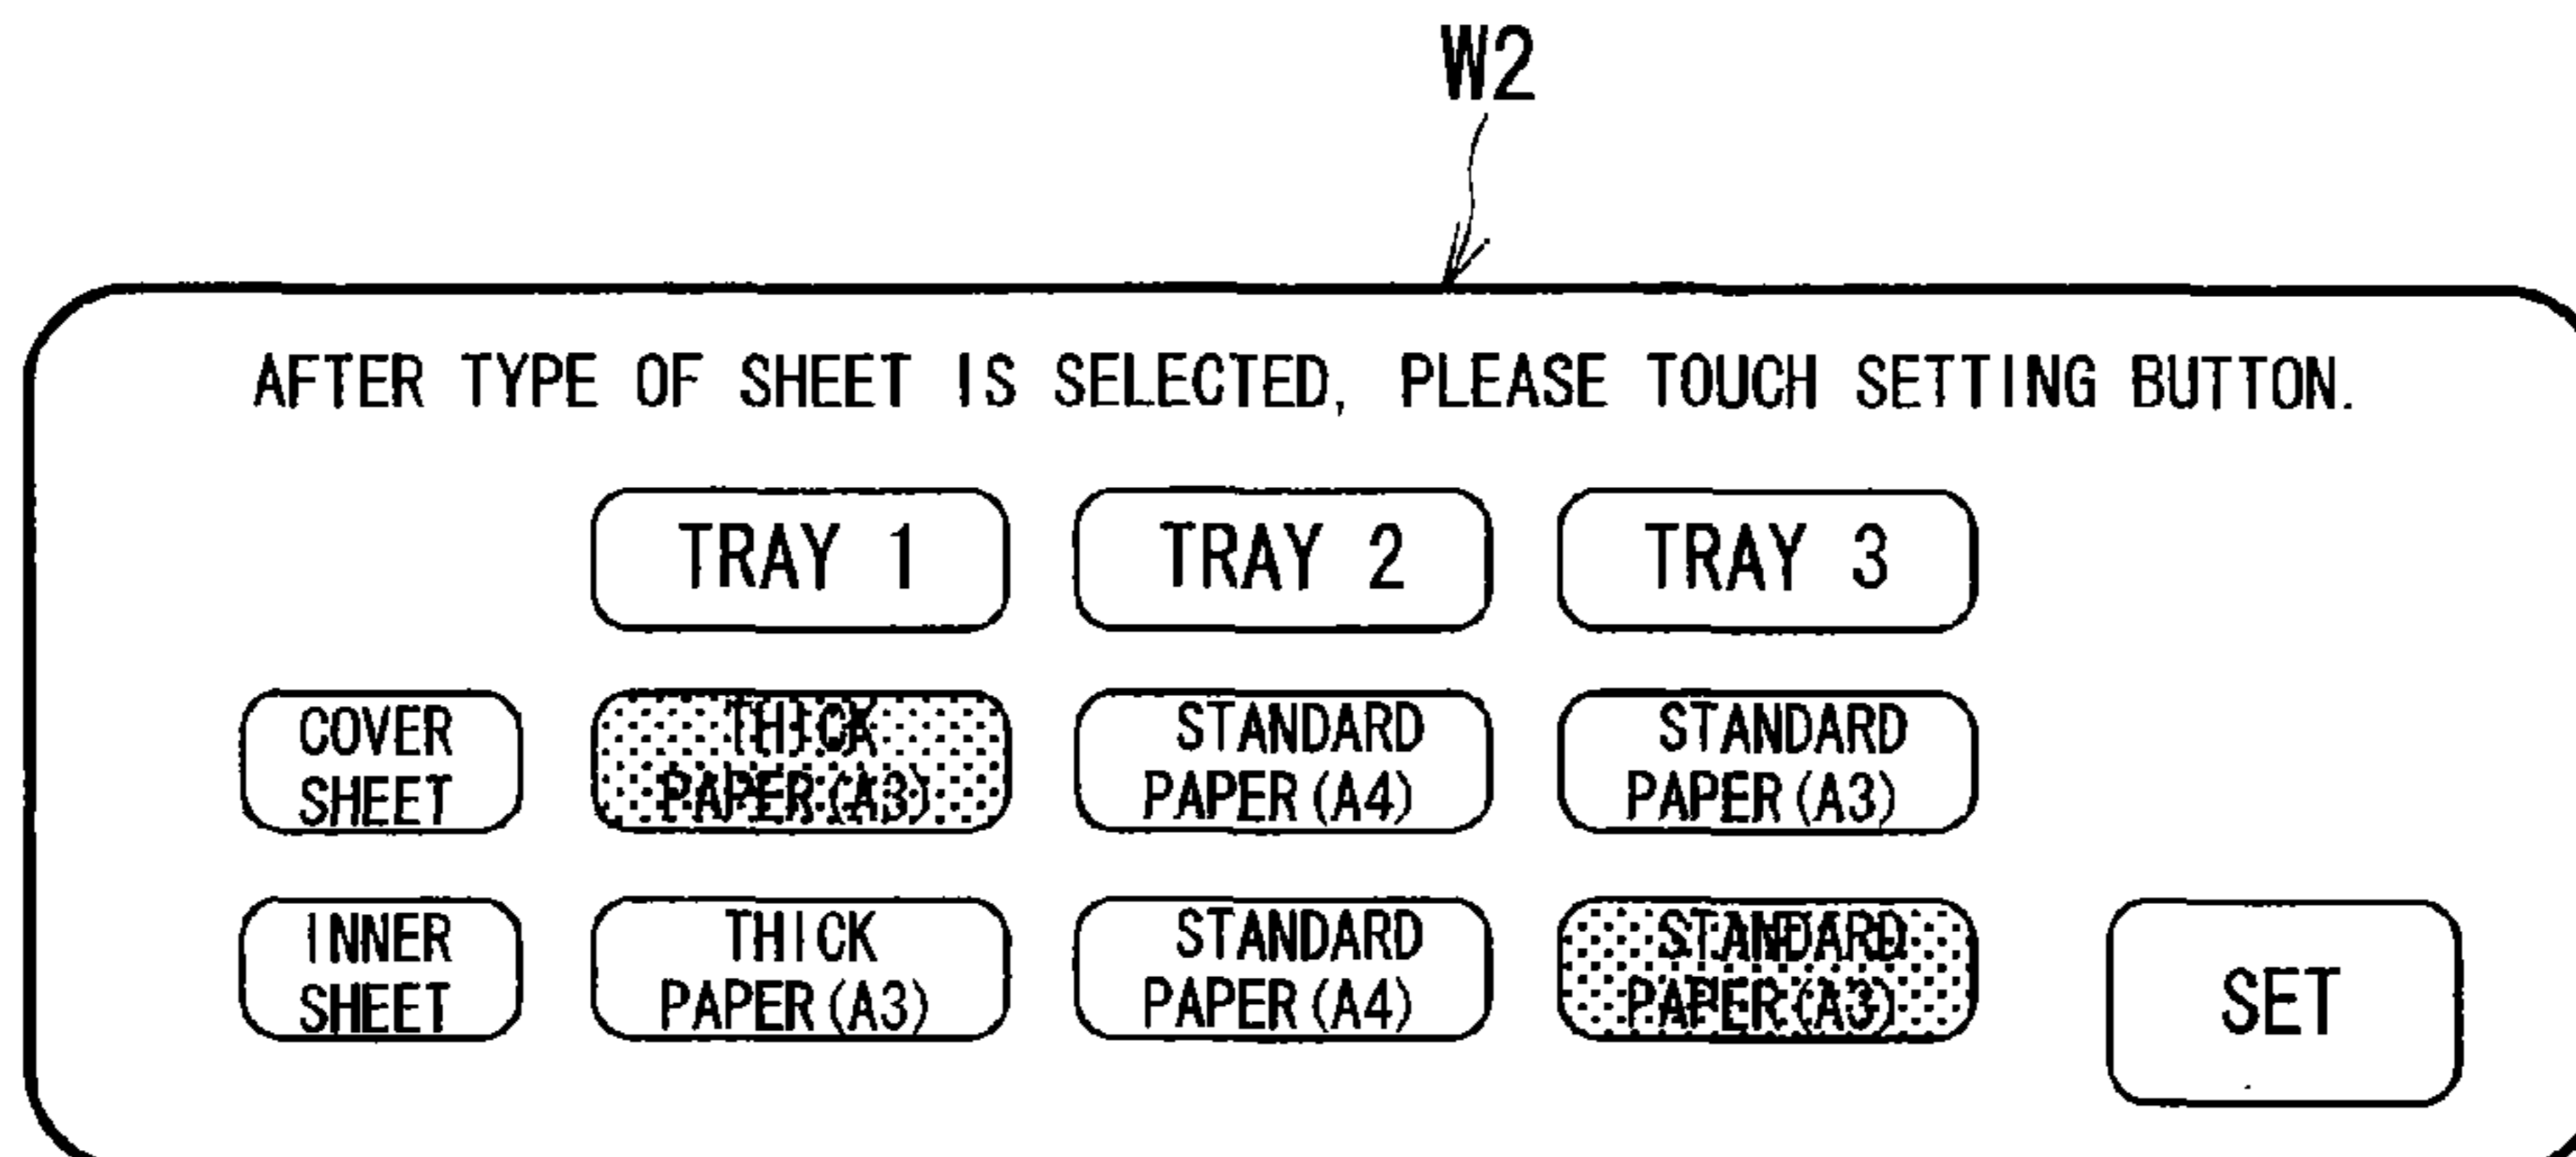 W2
AFTER TYPE OF SHEET IS SELECTED, PLEASE TOUCH SETTING BUTTON.
TRAY 1 TRAY 2 TRAY 3
COVER SHEET THICK PAPER(A3) STANDARD PAPER(A4) STANDARD PAPER(A3)
INNER SHEET THICK PAPER(A3) STANDARD PAPER(A4) STANDARD PAPER(A3)
SET